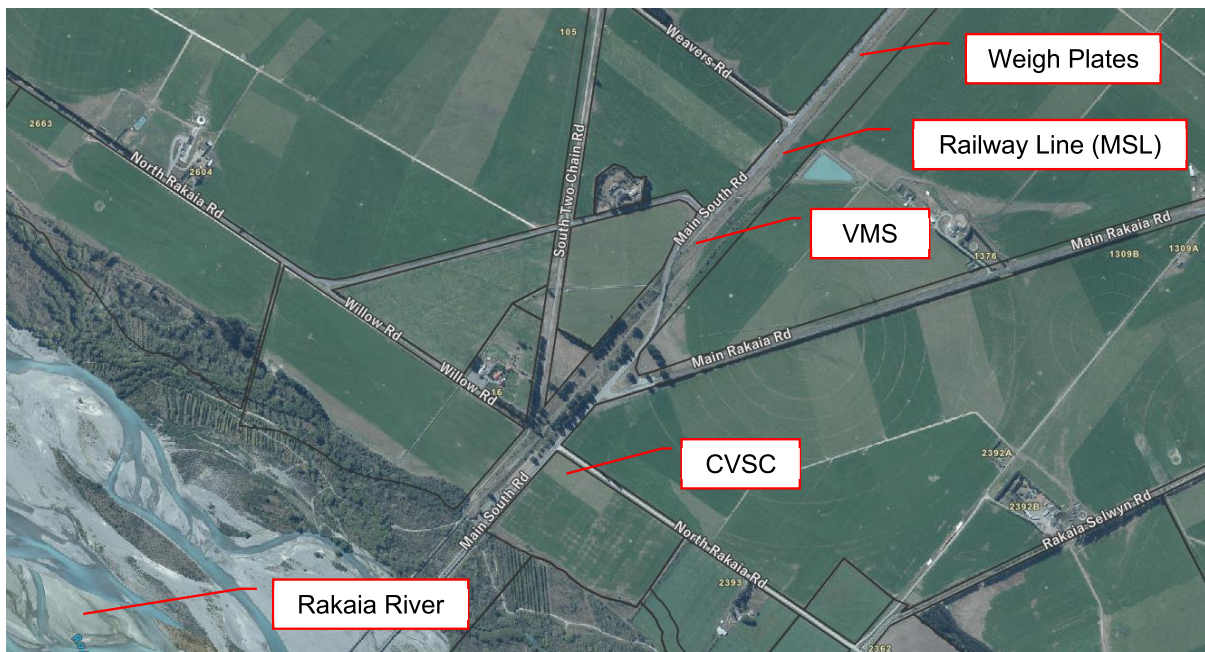 105
Weavers Rd
Weigh Plates
2663
Railway Line (MSL)
North Rakaia Rd
2604
South Two Chain Rd
Main South Rd
VMS
Main Rakaia Rd
1376
1309B
1309A
Willow Rd
Main Rakaia Rd
Willow Rd
16
CVSC
2392A
Main South Rd
2392B
Rakaia Selwyn Rd
North Rakaia Rd
2393
Rakaia River
2362